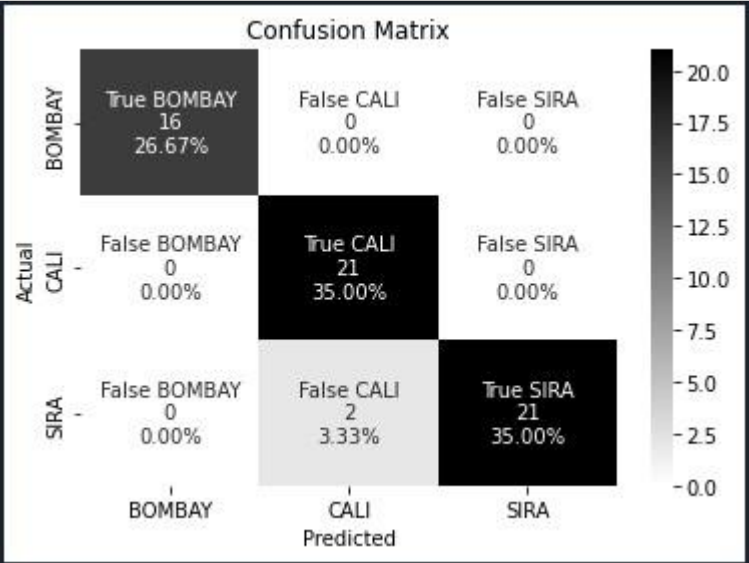 Confusion Matrix
True BOMBAY
16
26.67%
False CALI
0
0.00%
False SIRA
0
0.00%
False BOMBAY
0
0.00%
True CALI
21
35.00%
False SIRA
0
0.00%
False BOMBAY
0
0.00%
False CALI
2
3.33%
True SIRA
21
35.00%
BOMBAY
CALI
SIRA
Actual
BOMBAY
CALI
SIRA
Predicted
20.0
17.5
15.0
12.5
10.0
7.5
5.0
2.5
0.0